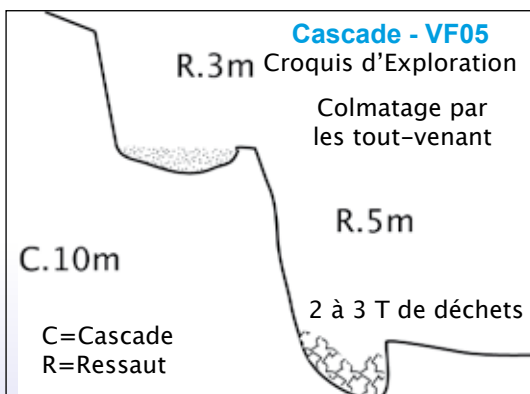 Cascade - VF05
Croquis d'Exploration
R.3m
Colmatage par
les tout-venant
R.5m
C.10m
2 à 3 T de déchets
C=Cascade
R=Ressaut